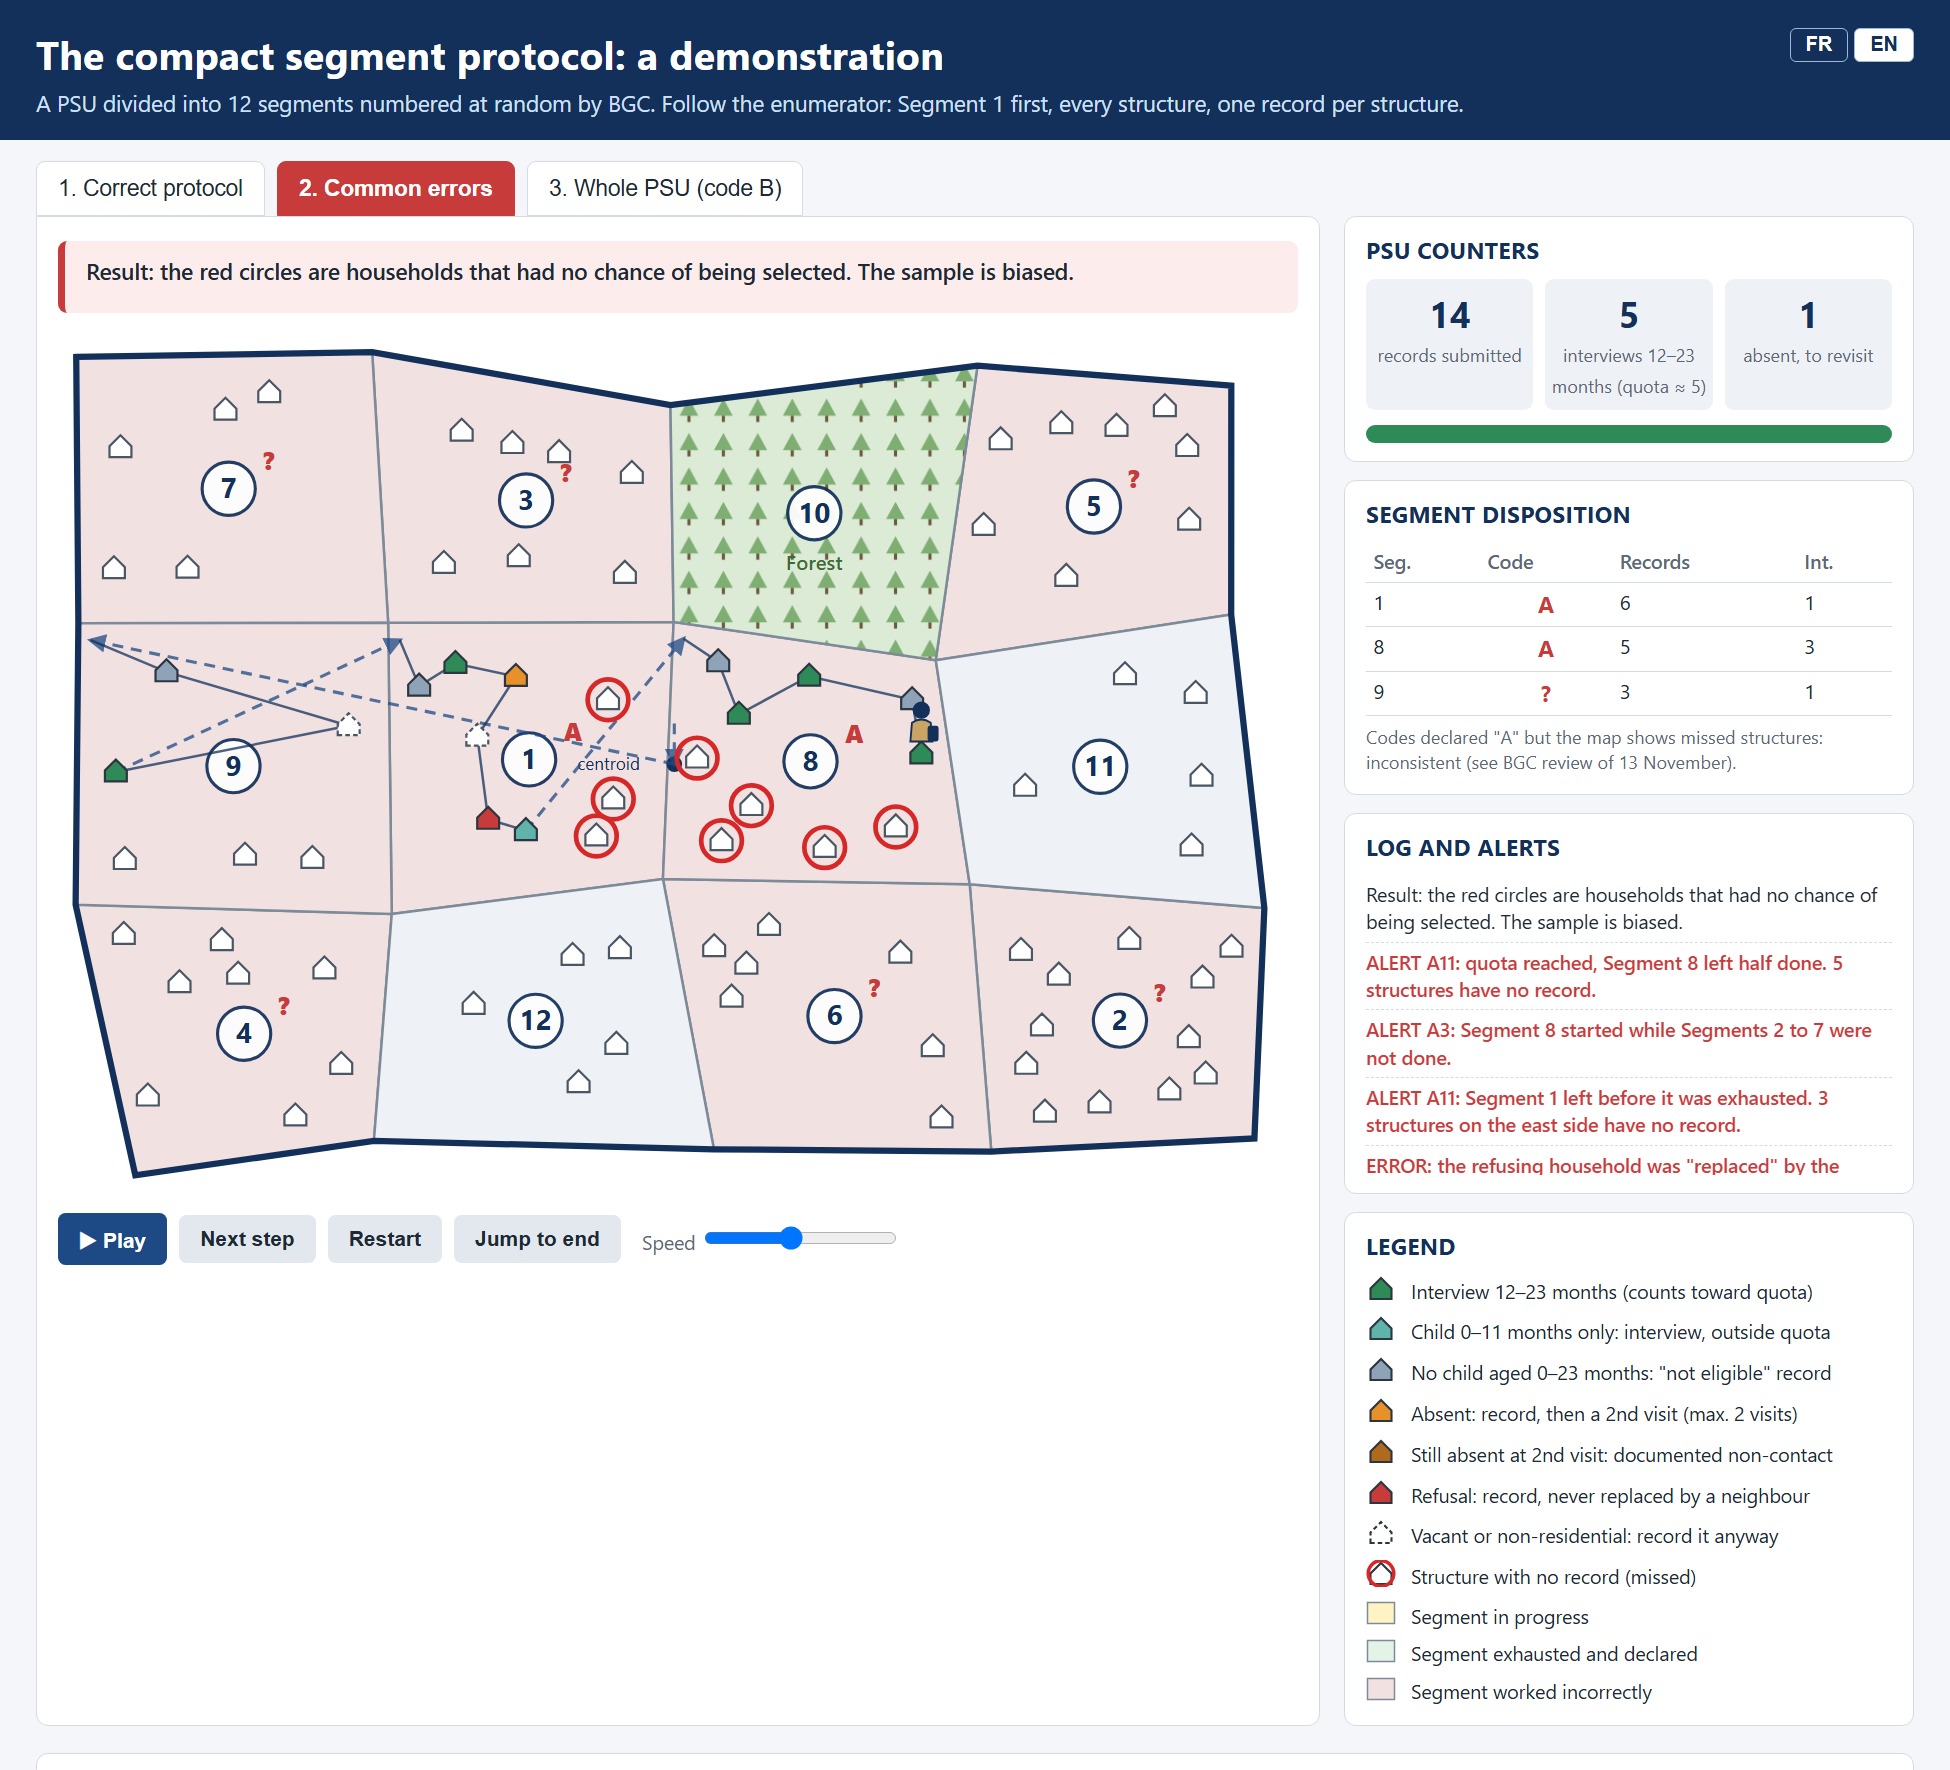 The compact segment protocol: a demonstration
FR
EN
A PSU divided into 12 segments numbered at random by BGC. Follow the enumerator: Segment 1 first, every structure, one record per structure.
1. Correct protocol
2. Common errors
3. Whole PSU (code B)
Result: the red circles are households that had no chance of being selected. The sample is biased.
7
?
3
?
10
Forest
5
?
9
1
A
centroid
8
A
11
4
?
12
6
?
2
?
▶ Play
Next step
Restart
Jump to end
Speed
PSU COUNTERS
14
records submitted
5
interviews 12–23
months (quota ≈ 5)
1
absent, to revisit
SEGMENT DISPOSITION
Seg. Code Records Int.
1 A 6 1
8 A 5 3
9 ? 3 1
Codes declared "A" but the map shows missed structures:
inconsistent (see BGC review of 13 November).
LOG AND ALERTS
Result: the red circles are households that had no chance of
being selected. The sample is biased.
ALERT A11: quota reached, Segment 8 left half done. 5
structures have no record.
ALERT A3: Segment 8 started while Segments 2 to 7 were
not done.
ALERT A11: Segment 1 left before it was exhausted. 3
structures on the east side have no record.
ERROR: the refusing household was "replaced" by the
LEGEND
Interview 12–23 months (counts toward quota)
Child 0–11 months only: interview, outside quota
No child aged 0–23 months: "not eligible" record
Absent: record, then a 2nd visit (max. 2 visits)
Still absent at 2nd visit: documented non-contact
Refusal: record, never replaced by a neighbour
Vacant or non-residential: record it anyway
Structure with no record (missed)
Segment in progress
Segment exhausted and declared
Segment worked incorrectly